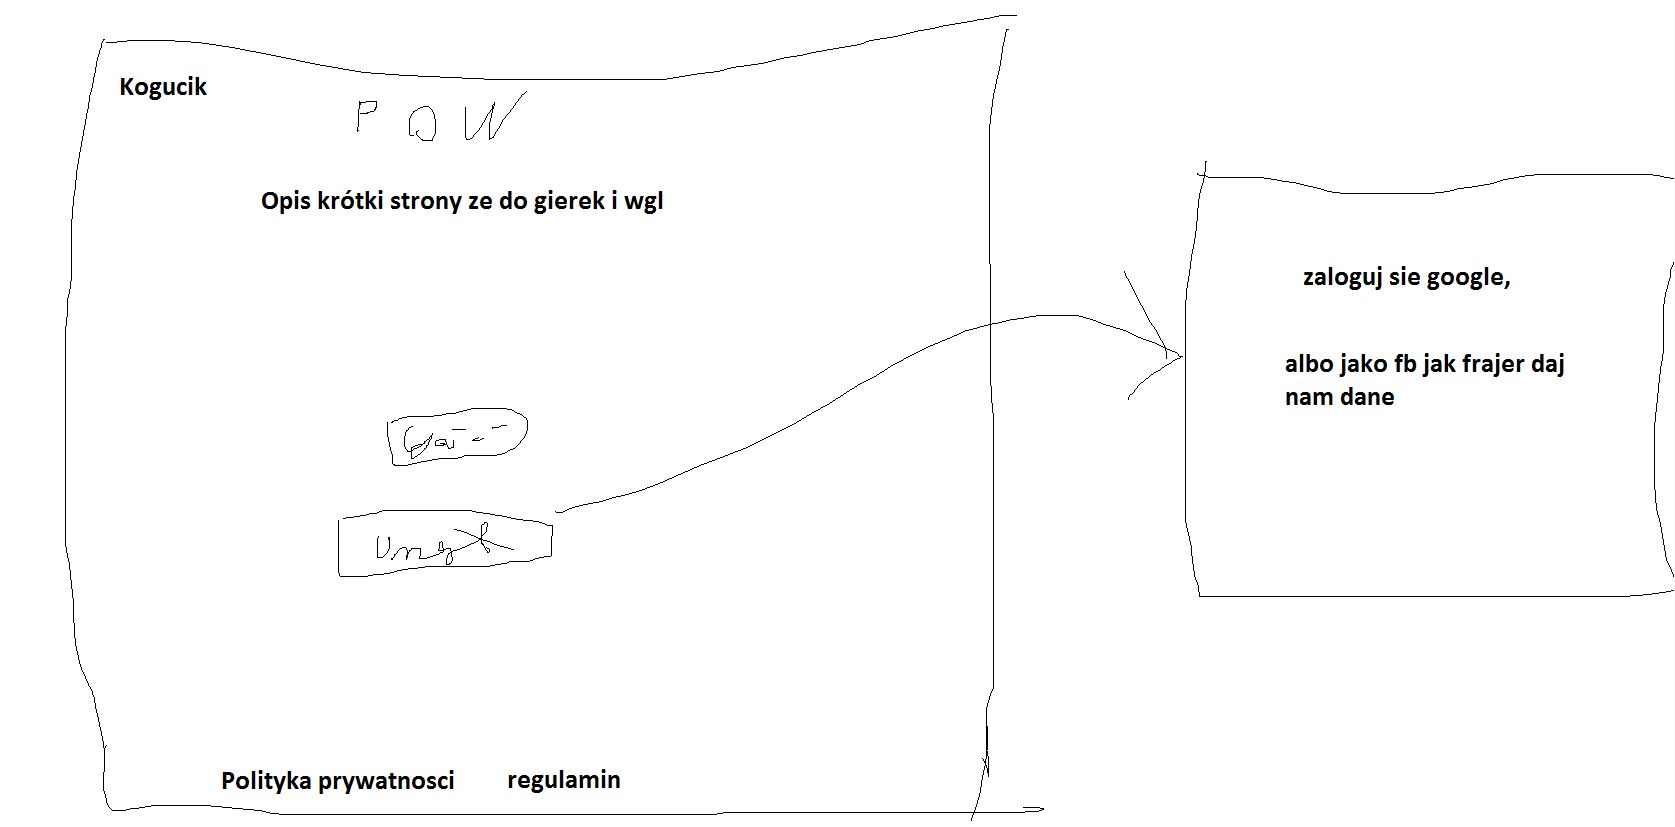 Kogucik
POW
Opis krótki strony ze do gierek i wgl
zaloguj sie google,
albo jako fb jak frajer daj
nam dane
Polityka prywatnosci
regulamin